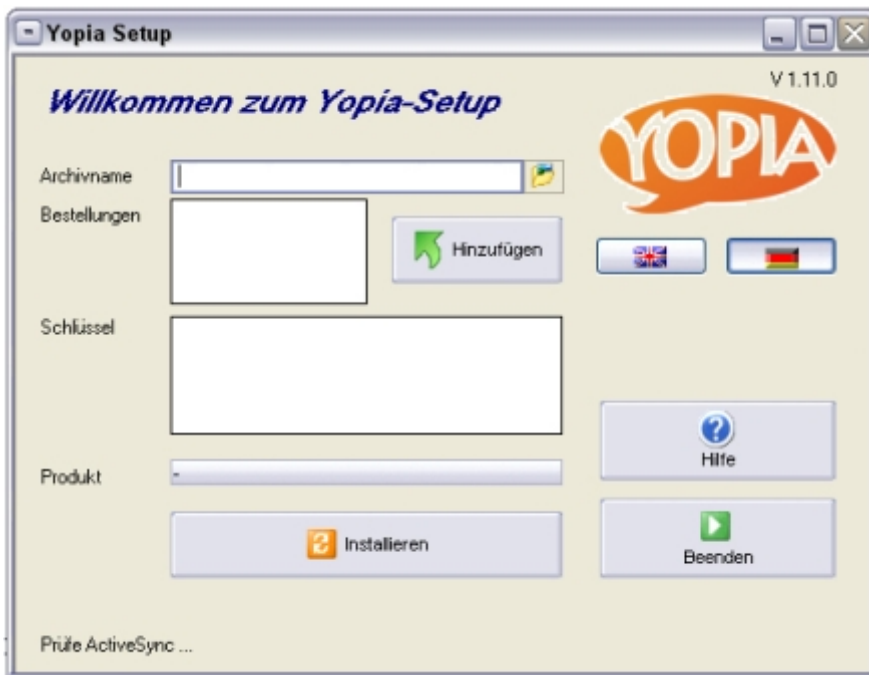 Yopia Setup
V 1.11.0
Willkommen zum Yopia-Setup
YOPIA
Archivname
Bestellungen
Hinzufügen
Schlüssel
Hilfe
Produkt
-
Installieren
Beenden
Prüfe ActiveSync ...